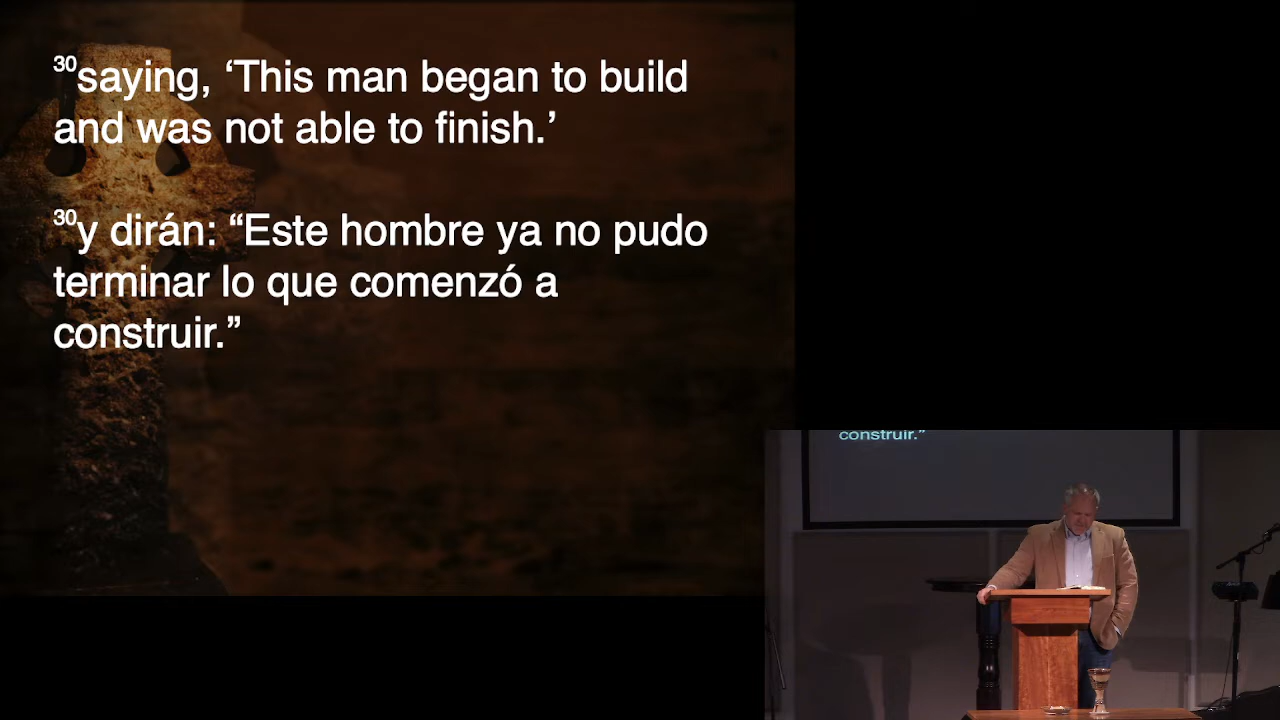 30saying, ‘This man began to build
and was not able to finish.’
30y dirán: “Este hombre ya no pudo
terminar lo que comenzó a
construir.”
construir.”